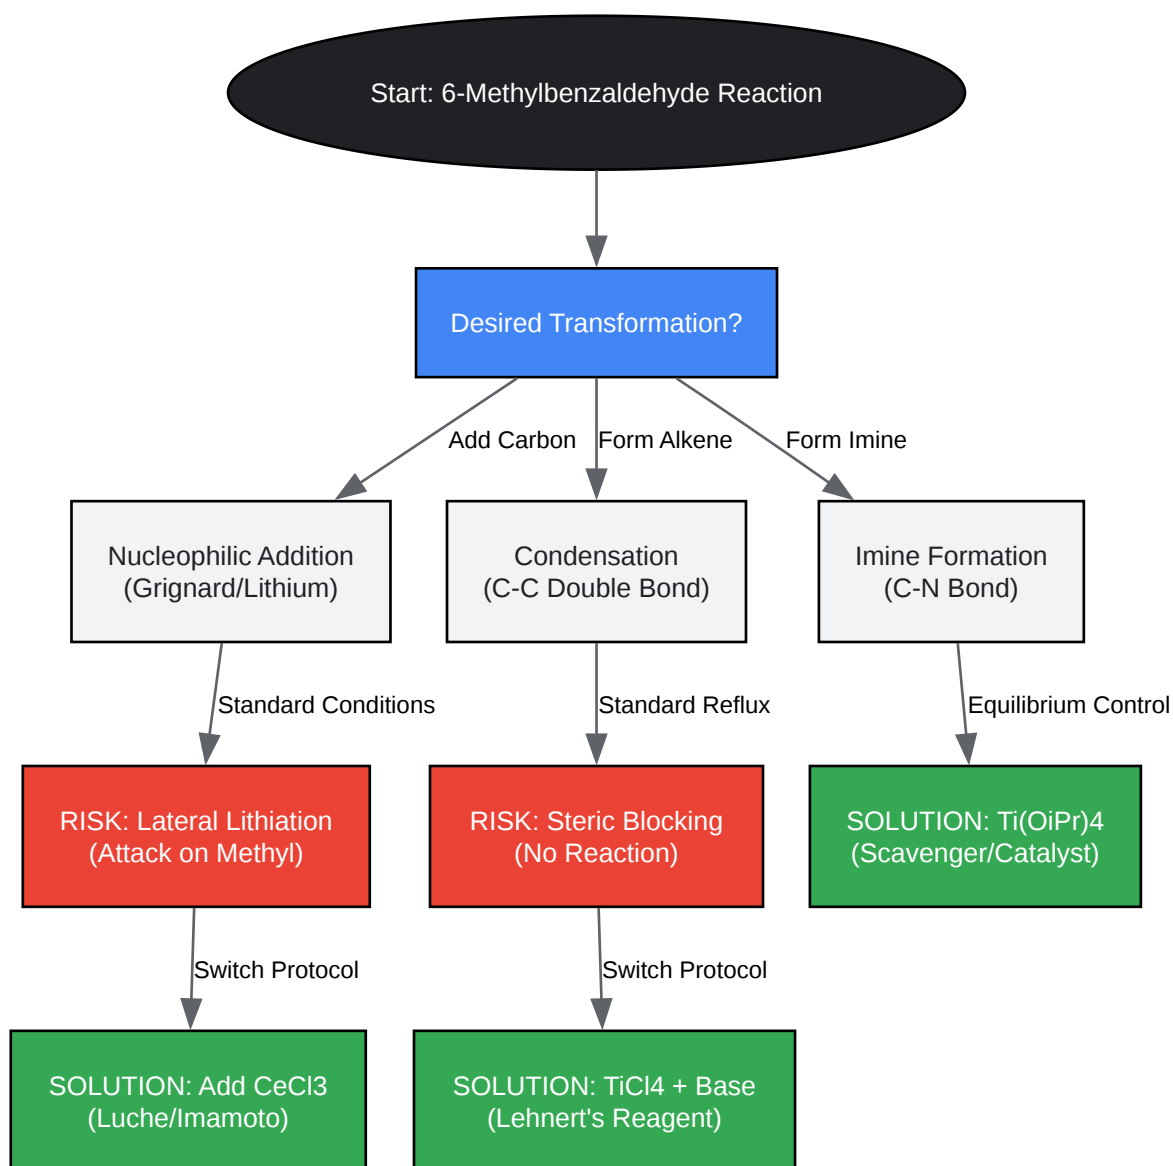 Start: 6-Methylbenzaldehyde Reaction
Desired Transformation?
Add Carbon
Form Alkene
Form Imine
Nucleophilic Addition
(Grignard/Lithium)
Condensation
(C-C Double Bond)
Imine Formation
(C-N Bond)
Standard Conditions
Standard Reflux
Equilibrium Control
RISK: Lateral Lithiation
(Attack on Methyl)
RISK: Steric Blocking
(No Reaction)
SOLUTION: Ti(OiPr)4
(Scavenger/Catalyst)
Switch Protocol
Switch Protocol
SOLUTION: Add CeCl3
(Luche/Imamoto)
SOLUTION: TiCl4 + Base
(Lehnert's Reagent)